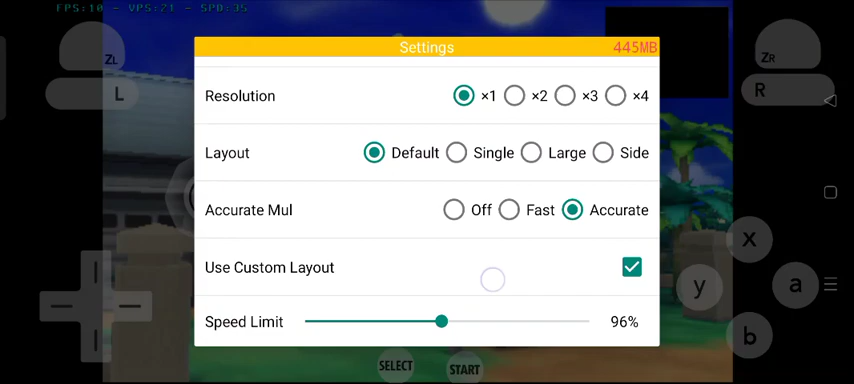 FPS:10 - VPS:21 - SPD:35
Settings
445MB
ZL
L
ZR
R
Resolution ×1 ×2 ×3 ×4
Layout Default Single Large Side
Accurate Mul Off Fast Accurate
x
Use Custom Layout
y
a
Speed Limit 96%
b
SELECT
START